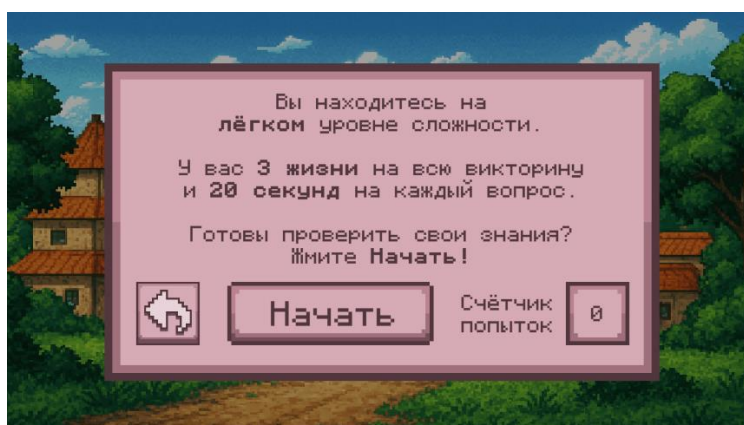 Вы находитесь на
лёгком уровне сложности.
У вас 3 жизни на всю викторину
и 20 секунд на каждый вопрос.
Готовы проверить свои знания?
Жмите Начать!
Начать
Счётчик
попыток
0